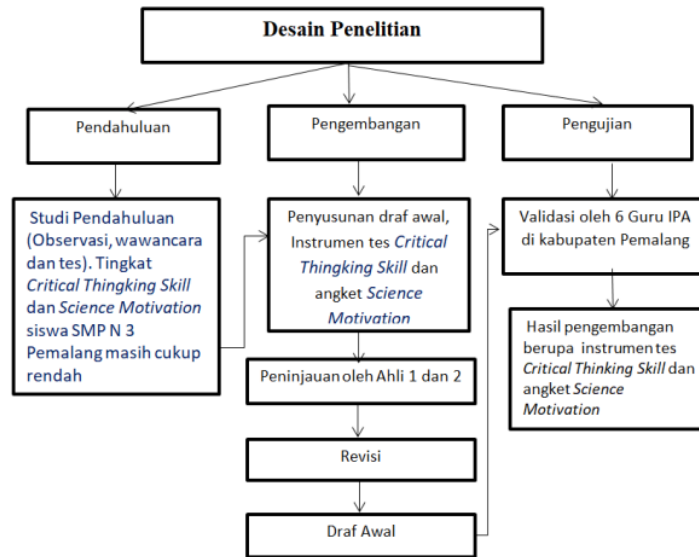 Desain Penelitian
Pendahuluan
Studi Pendahuluan
(Observasi, wawancara
dan tes). Tingkat
Critical Thingking Skill
dan Science Motivation
siswa SMP N 3
Pemalang masih cukup
rendah
Pengembangan
Penyusunan draf awal,
Instrumen tes Critical
Thingking Skill dan
angket Science
Motivation
Peninjauan oleh Ahli 1 dan 2
Revisi
Draf Awal
Pengujian
Validasi oleh 6 Guru IPA
di kabupaten Pemalang
Hasil pengembangan
berupa instrumen tes
Critical Thinking Skill dan
angket Science
Motivation